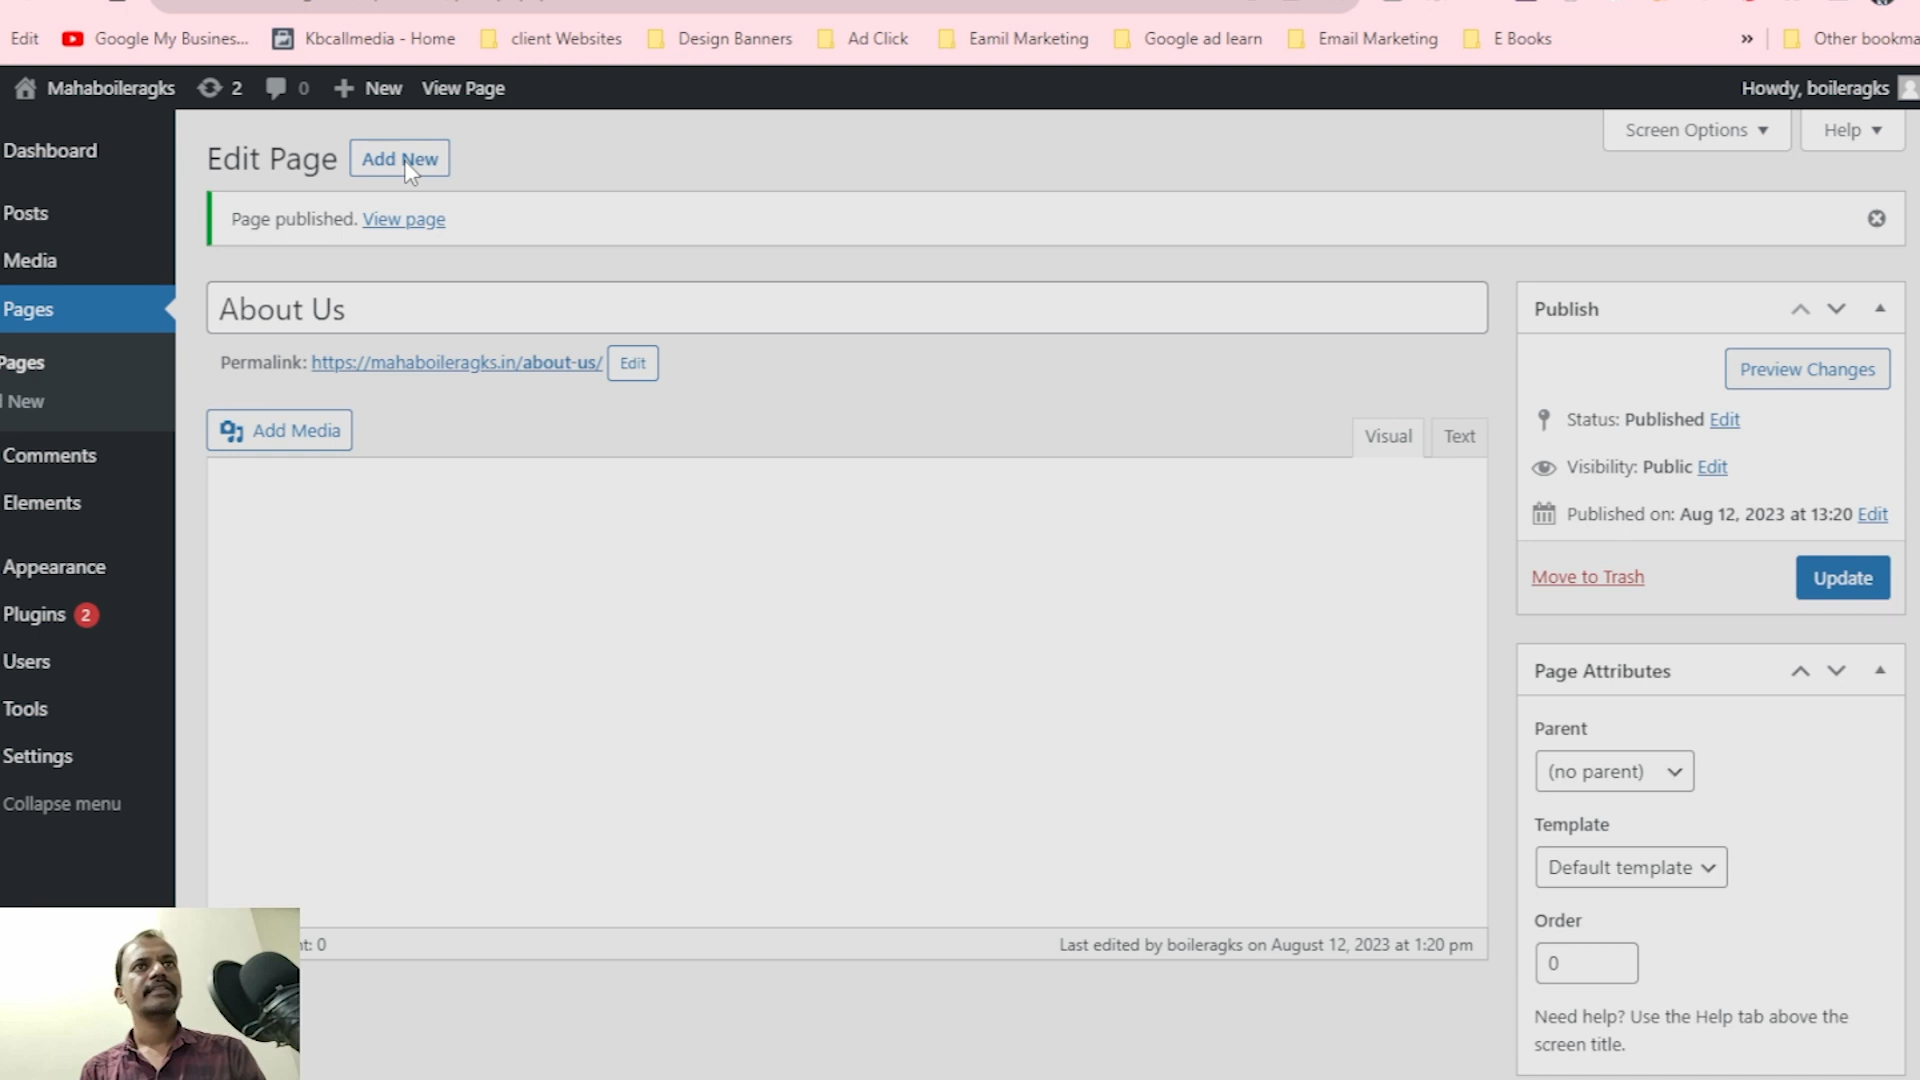 Edit Google My Busines... Kbcallmedia - Home client Websites Design Banners Ad Click Eamil Marketing Google ad learn Email Marketing E Books » Other bookma
Mahaboileragks 2 0 New View Page Howdy, boileragks
Screen Options Help
Dashboard
Edit Page Add New
Posts
Page published. View page
Media
Pages
About Us
Publish
Permalink: https://mahaboileragks.in/about-us/ Edit
Pages
Preview Changes
New
Add Media
Visual Text
Status: Published Edit
Comments
Visibility: Public Edit
Elements
Published on: Aug 12, 2023 at 13:20 Edit
Appearance
Move to Trash Update
Plugins 2
Users
Page Attributes
Tools
Parent
Settings
(no parent)
Collapse menu
Template
Default template
Order
nt: 0 Last edited by boileragks on August 12, 2023 at 1:20 pm
0
Need help? Use the Help tab above the
screen title.